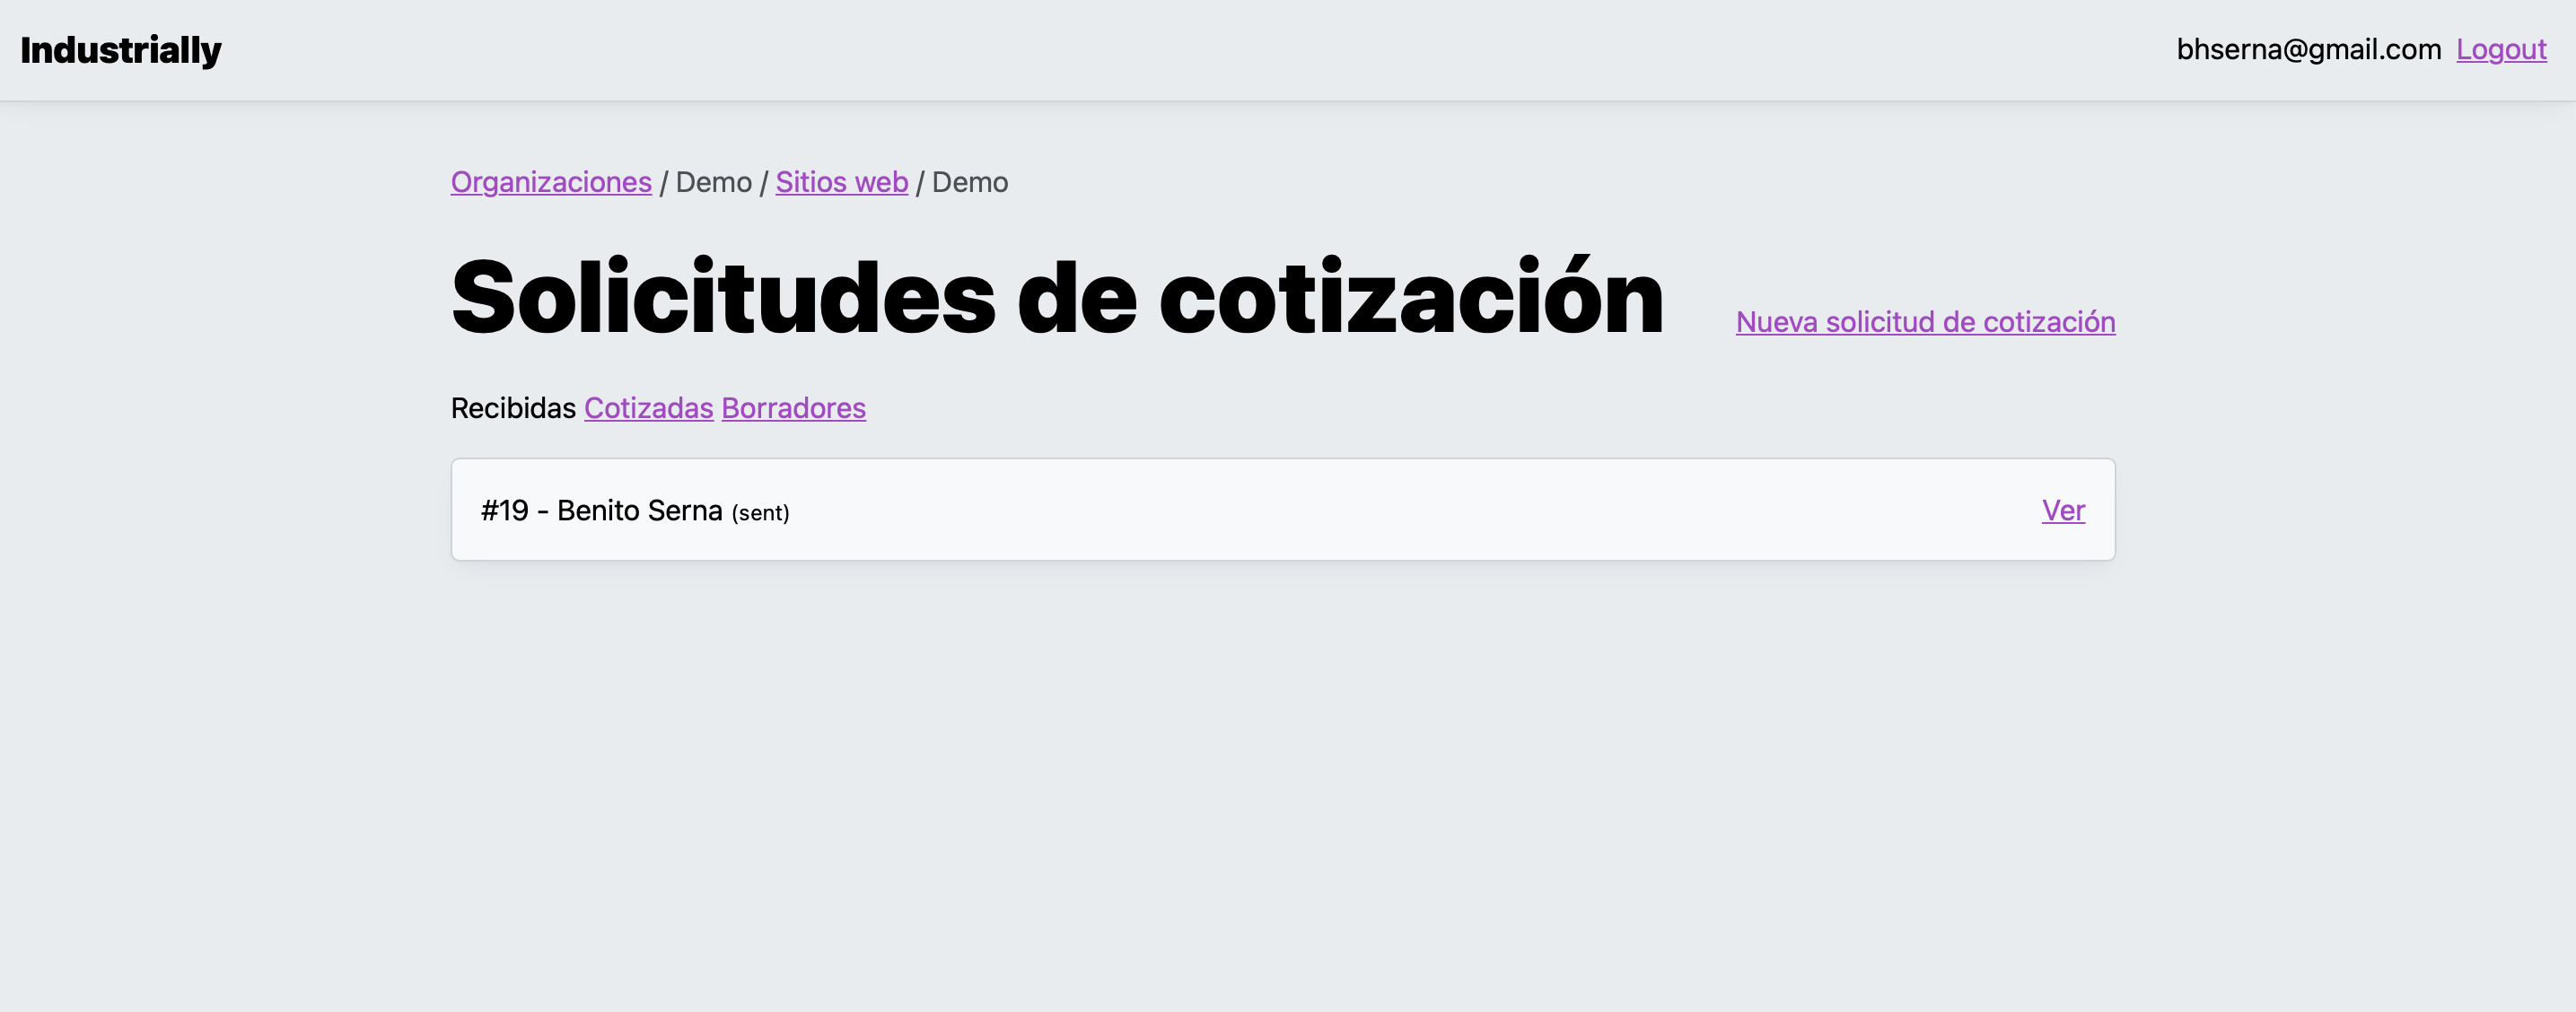 Industrially bhserna@gmail.com Logout
Organizaciones / Demo / Sitios web / Demo
Solicitudes de cotización Nueva solicitud de cotización
Recibidas Cotizadas Borradores
#19 - Benito Serna (sent) Ver